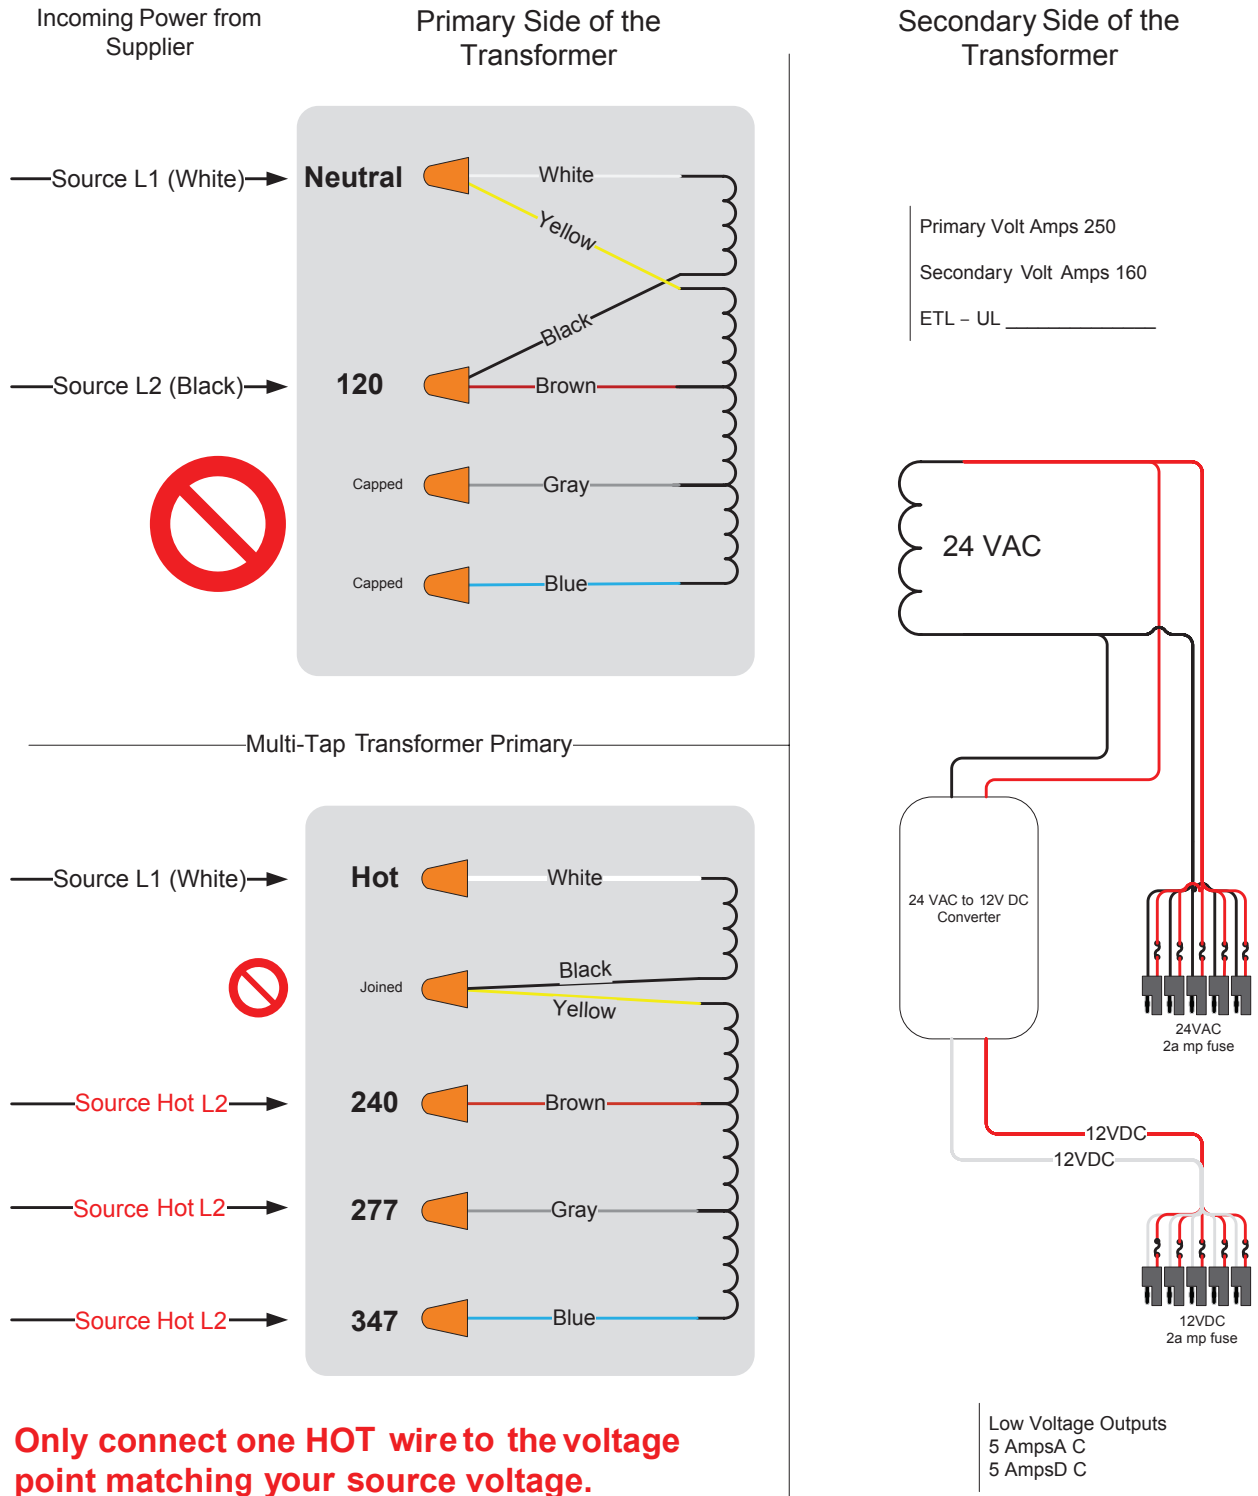 Incoming Power from
Supplier
Primary Side of the
Transformer
Secondary Side of the
Transformer
Source L1 (White)
Neutral
White
Yellow
Black
Source L2 (Black)
120
Brown
Capped
Gray
Capped
Blue
Primary Volt Amps 250
Secondary Volt Amps 160
ETL – UL ______________
24 VAC
Multi-Tap Transformer Primary
Source L1 (White)
Hot
White
Joined
Black
Yellow
Source Hot L2
240
Brown
Source Hot L2
277
Gray
Source Hot L2
347
Blue
24 VAC to 12V DC
Converter
24VAC
2a mp fuse
12VDC
12VDC
12VDC
2a mp fuse
Only connect one HOT wire to the voltage
point matching your source voltage.
Low Voltage Outputs
5 AmpsA C
5 AmpsD C